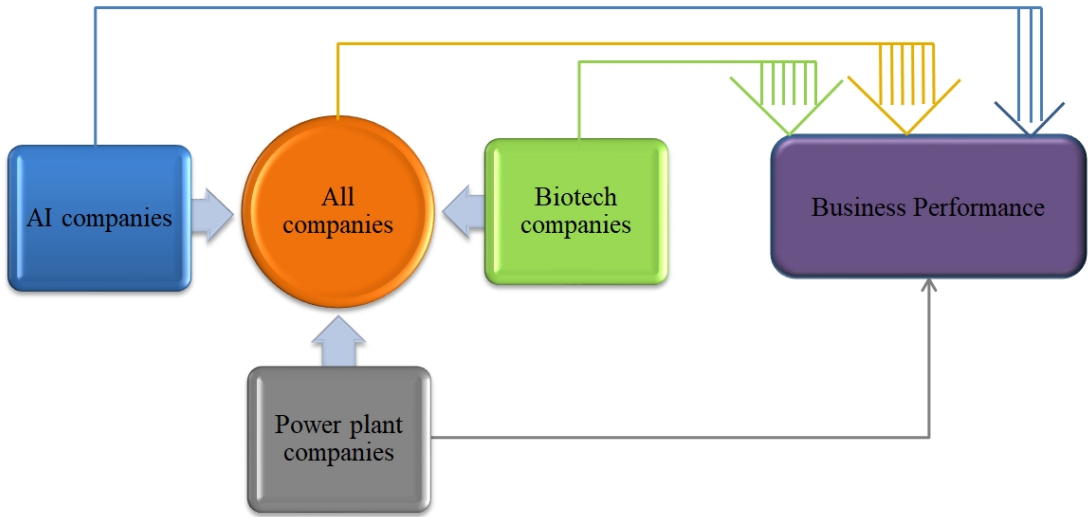 AI companies
All
companies
Biotech
companies
Business Performance
Power plant
companies